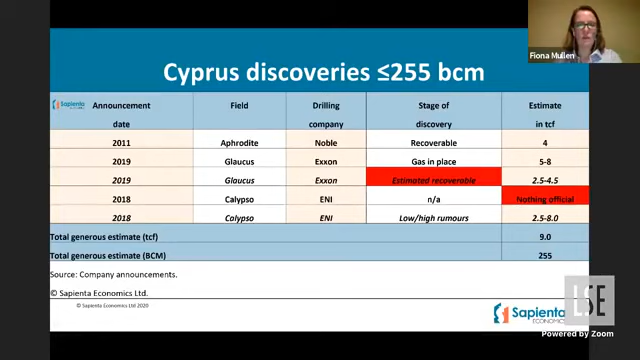 Fiona Mullen
Cyprus discoveries ≤255 bcm
Sapienta
ECONOMICS
Announcement date Field Drilling company Stage of discovery Estimate in tcf
2011 Aphrodite Noble Recoverable 4
2019 Glaucus Exxon Gas in place 5-8
2019 Glaucus Exxon Estimated recoverable 2.5-4.5
2018 Calypso ENI n/a Nothing official
2018 Calypso ENI Low/high rumours 2.5-8.0
Total generous estimate (tcf) 9.0
Total generous estimate (BCM) 255
Source: Company announcements.
© Sapienta Economics Ltd.
© Sapienta Economics Ltd 2020
Sapienta
ECONOMICS
LSE
Powered by Zoom